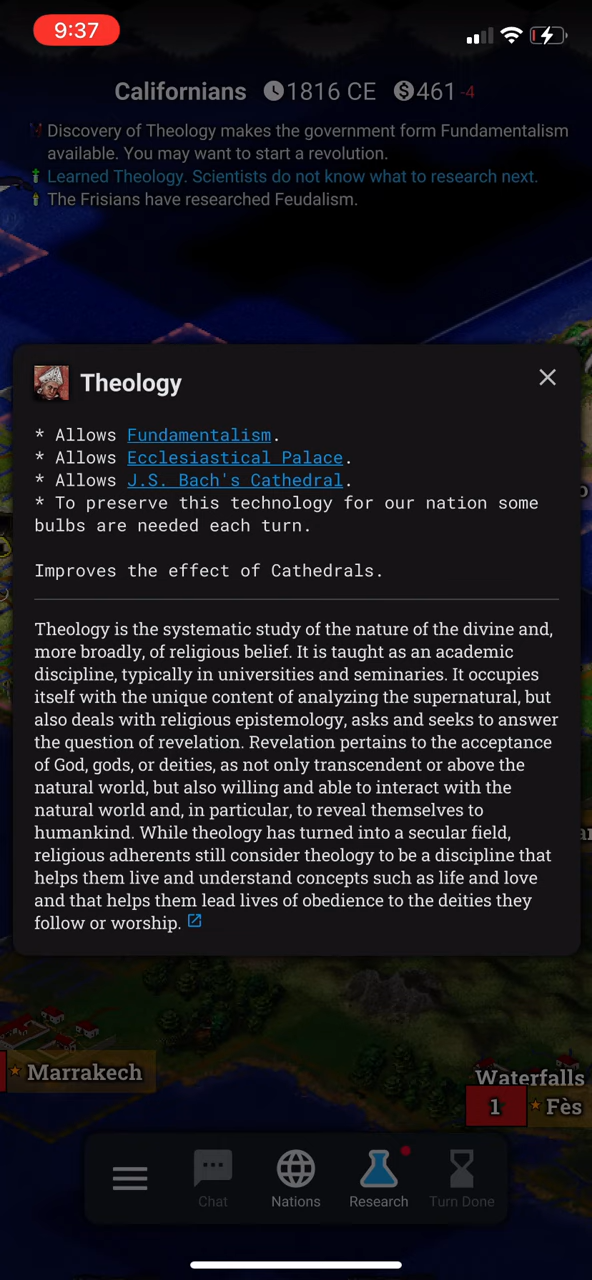 9:37
Californians 1816 CE 461 -4
Discovery of Theology makes the government form Fundamentalism
available. You may want to start a revolution.
Learned Theology. Scientists do not know what to research next.
The Frisians have researched Feudalism.
Theology
* Allows Fundamentalism.
* Allows Ecclesiastical Palace.
* Allows J.S. Bach's Cathedral.
* To preserve this technology for our nation some
bulbs are needed each turn.
Improves the effect of Cathedrals.
Theology is the systematic study of the nature of the divine and,
more broadly, of religious belief. It is taught as an academic
discipline, typically in universities and seminaries. It occupies
itself with the unique content of analyzing the supernatural, but
also deals with religious epistemology, asks and seeks to answer
the question of revelation. Revelation pertains to the acceptance
of God, gods, or deities, as not only transcendent or above the
natural world, but also willing and able to interact with the
natural world and, in particular, to reveal themselves to
humankind. While theology has turned into a secular field,
religious adherents still consider theology to be a discipline that
helps them live and understand concepts such as life and love
and that helps them lead lives of obedience to the deities they
follow or worship.
Marrakech
Waterfalls
1 Fès
Chat Nations Research Turn Done